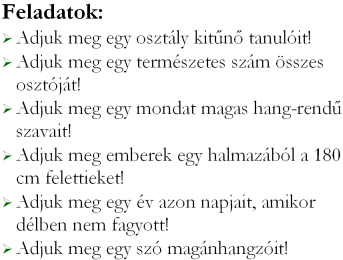 Feladatok:
Adjuk meg egy osztály kitűnő tanulóit!
Adjuk meg egy természetes szám összes
osztóját!
Adjuk meg egy mondat magas hang-rendű
szavait!
Adjuk meg emberek egy halmazából a 180
cm felettieket!
Adjuk meg egy év azon napjait, amikor
délben nem fagyott!
Adjuk meg egy szó magánhangzóit!